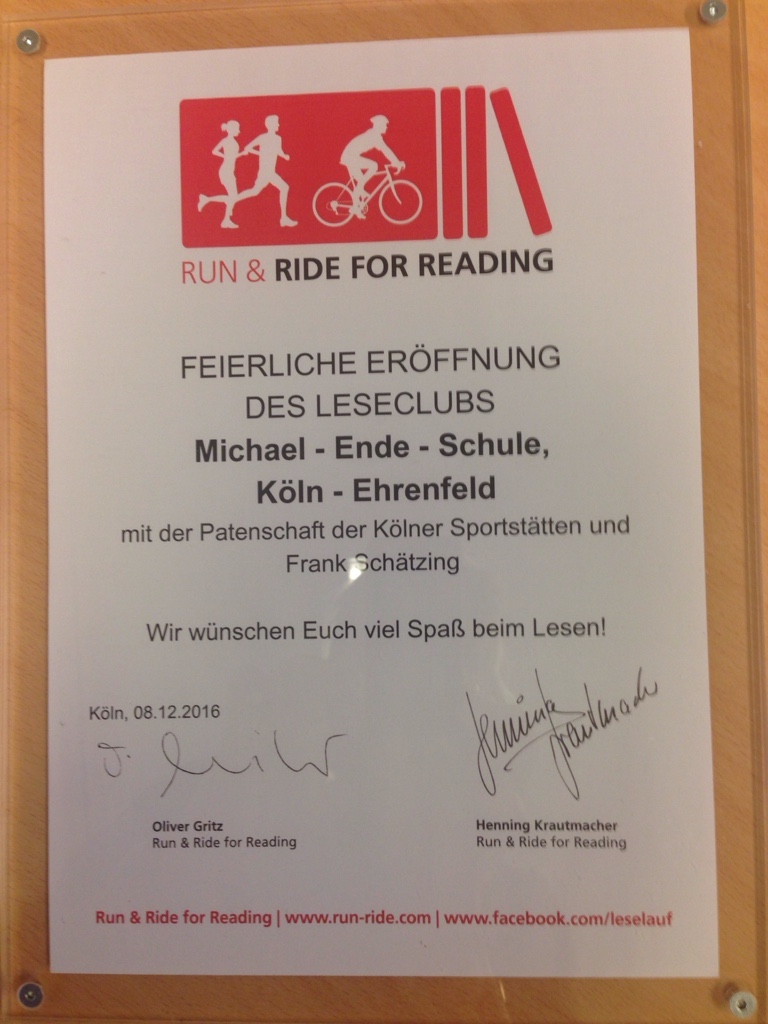 RUN & RIDE FOR READING
FEIERLICHE ERÖFFNUNG
DES LESECLUBS
Michael - Ende - Schule,
Köln - Ehrenfeld
mit der Patenschaft der Kölner Sportstätten und
Frank Schätzing
Wir wünschen Euch viel Spaß beim Lesen!
Köln, 08.12.2016
Henning Krautmacher
Oliver Gritz
Run & Ride for Reading
Henning Krautmacher
Run & Ride for Reading
Run & Ride for Reading | www.run-ride.com | www.facebook.com/leselauf